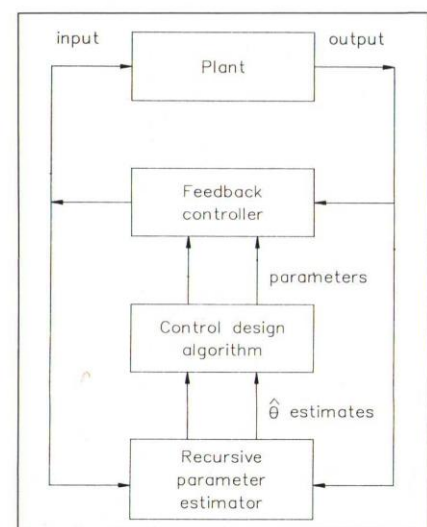 input
output
Plant
Feedback
controller
parameters
Control design
algorithm
θ̂ estimates
Recursive
parameter
estimator